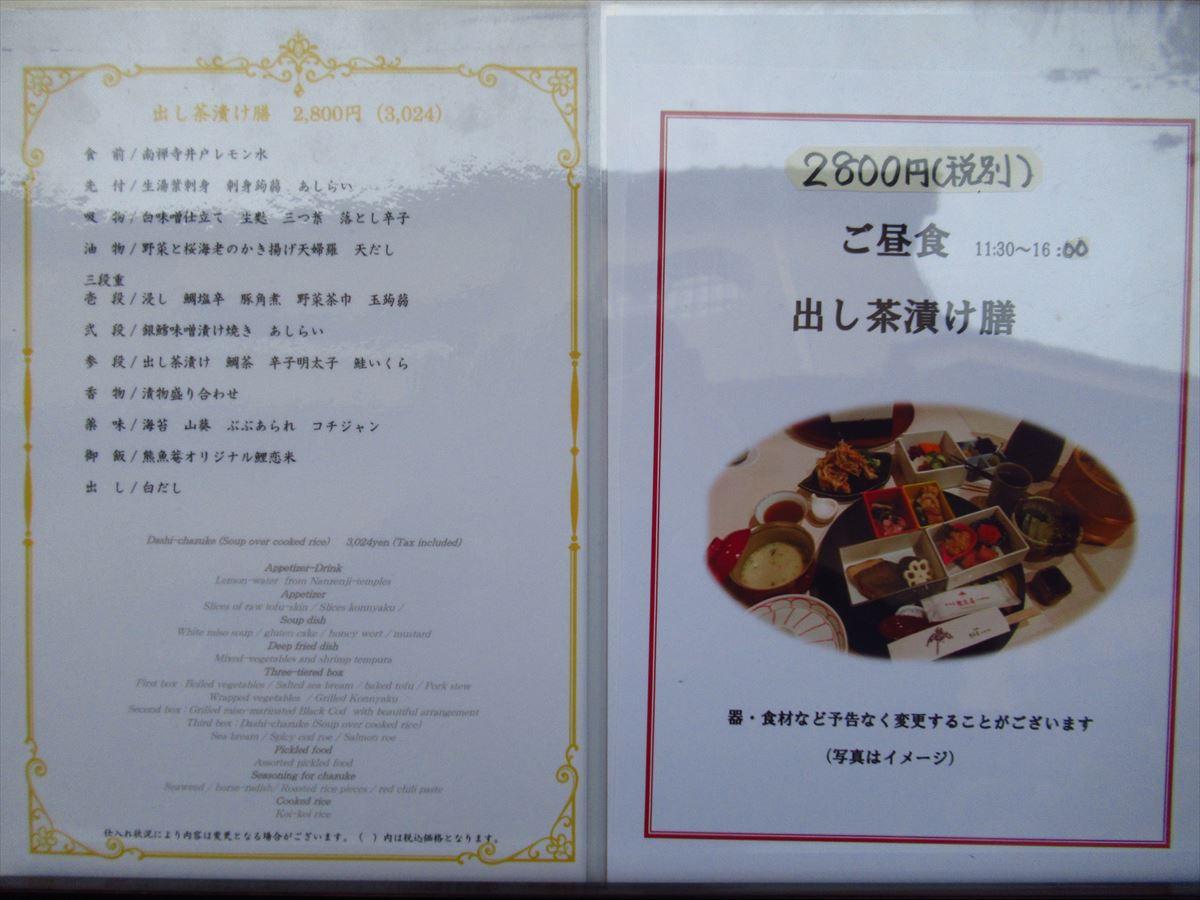 出し茶漬け膳 2,800円 (3,024)
食 前 / 南禅寺井戸レモン水
先 付 / 生湯葉刺身 刺身蒟蒻 あしらい
吸 物 / 白味噌仕立て 生麩 三つ葉 落とし辛子
油 物 / 野菜と桜海老のかき揚げ天婦羅 天だし
三段重
壱 段 / 浸し 鯛塩辛 豚角煮 野菜茶巾 玉蒟蒻
弐 段 / 銀鱈味噌漬け焼き あしらい
参 段 / 出し茶漬け 鯛茶 辛子明太子 鮭いくら
香 物 / 漬物盛り合わせ
薬 味 / 海苔 山葵 ぶぶあられ コチジャン
御 飯 / 熊魚菴オリジナル鯉恋米
出 し / 白だし
Dashi-chazuke (Soup over cooked rice) 3,024yen (Tax included)
Appetizer-Drink
Lemon-water from Nanzenji-temples
Appetizer
Slices of raw tofu-skin / Slices konnyaku /
Soup dish
White miso soup / gluten cake / honey wort / mustard
Deep fried dish
Mixed-vegetables and shrimp tempura
Three-tiered box
First box : Boiled vegetables / Salted sea bream / baked tofu / Pork stew
Wrapped vegetables / Grilled Konnyaku
Second box : Grilled miso-marinated Black Cod with beautiful arrangement
Third box : Dashi-chazuke (Soup over cooked rice)
Sea bream / Spicy cod roe / Salmon roe
Pickled food
Assorted pickled food
Seasoning for chazuke
Seaweed / horse-radish/ Roasted rice pieces / red chili paste
Cooked rice
Koi-koi rice
仕入れ状況により内容は変更となる場合がございます。( )内は税込価格となります。
2800円(税別)
ご昼食 11:30～16:00
出し茶漬け膳
器・食材など予告なく変更することがございます
(写真はイメージ)